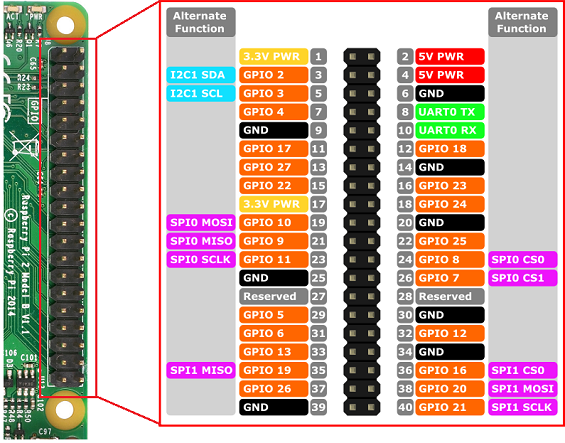 Alternate Function
Alternate Function
3.3V PWR 1 2 5V PWR
I2C1 SDA GPIO 2 3 4 5V PWR
I2C1 SCL GPIO 3 5 6 GND
GPIO 4 7 8 UART0 TX
GND 9 10 UART0 RX
GPIO 17 11 12 GPIO 18
GPIO 27 13 14 GND
GPIO 22 15 16 GPIO 23
3.3V PWR 17 18 GPIO 24
SPI0 MOSI GPIO 10 19 20 GND
SPI0 MISO GPIO 9 21 22 GPIO 25
SPI0 SCLK GPIO 11 23 24 GPIO 8 SPI0 CS0
GND 25 26 GPIO 7 SPI0 CS1
Reserved 27 28 Reserved
GPIO 5 29 30 GND
GPIO 6 31 32 GPIO 12
GPIO 13 33 34 GND
SPI1 MISO GPIO 19 35 36 GPIO 16 SPI1 CS0
GPIO 26 37 38 GPIO 20 SPI1 MOSI
GND 39 40 GPIO 21 SPI1 SCLK
ACT PWR
C65
R24
R23
GPIO
Raspberry Pi 2 Model B V1.1
© Raspberry Pi 2014
C101
C97